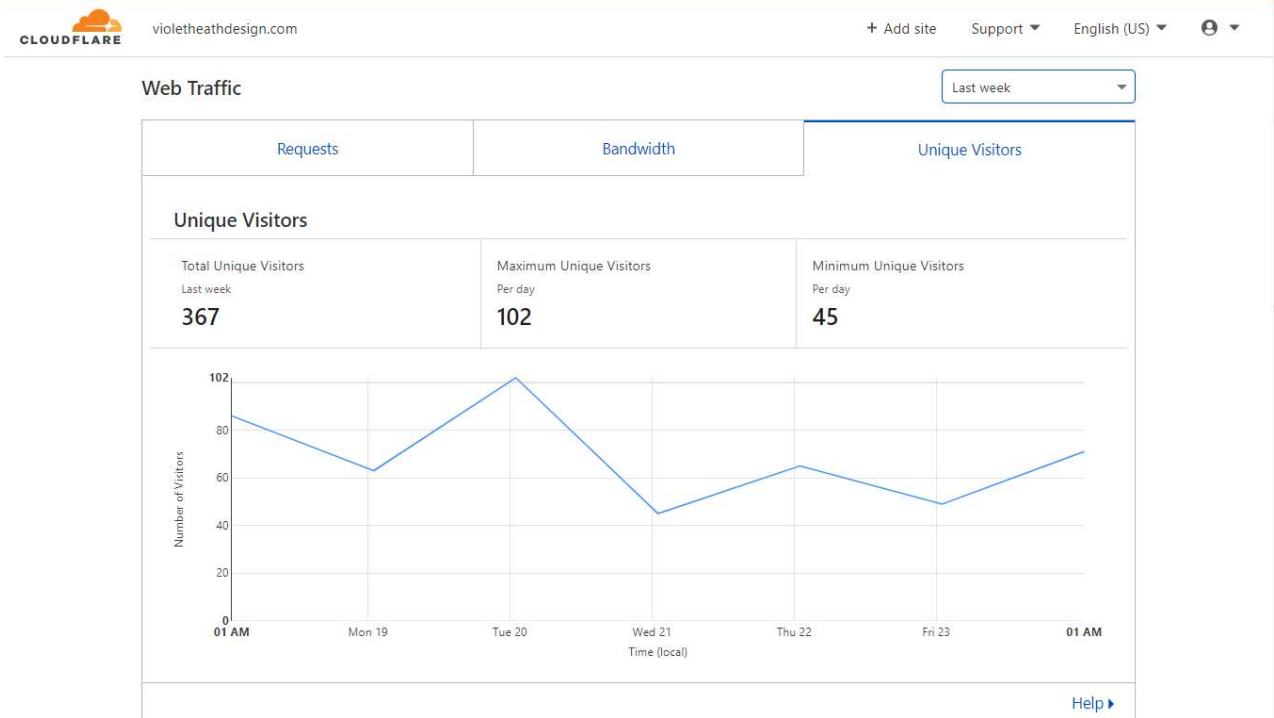 CLOUDFLARE
violetheathdesign.com
+ Add site
Support
English (US)
Web Traffic
Last week
Requests
Bandwidth
Unique Visitors
Unique Visitors
Total Unique Visitors
Last week
367
Maximum Unique Visitors
Per day
102
Minimum Unique Visitors
Per day
45
Number of Visitors
102
80
60
40
20
0
01 AM
Mon 19
Tue 20
Wed 21
Thu 22
Fri 23
01 AM
Time (local)
Help